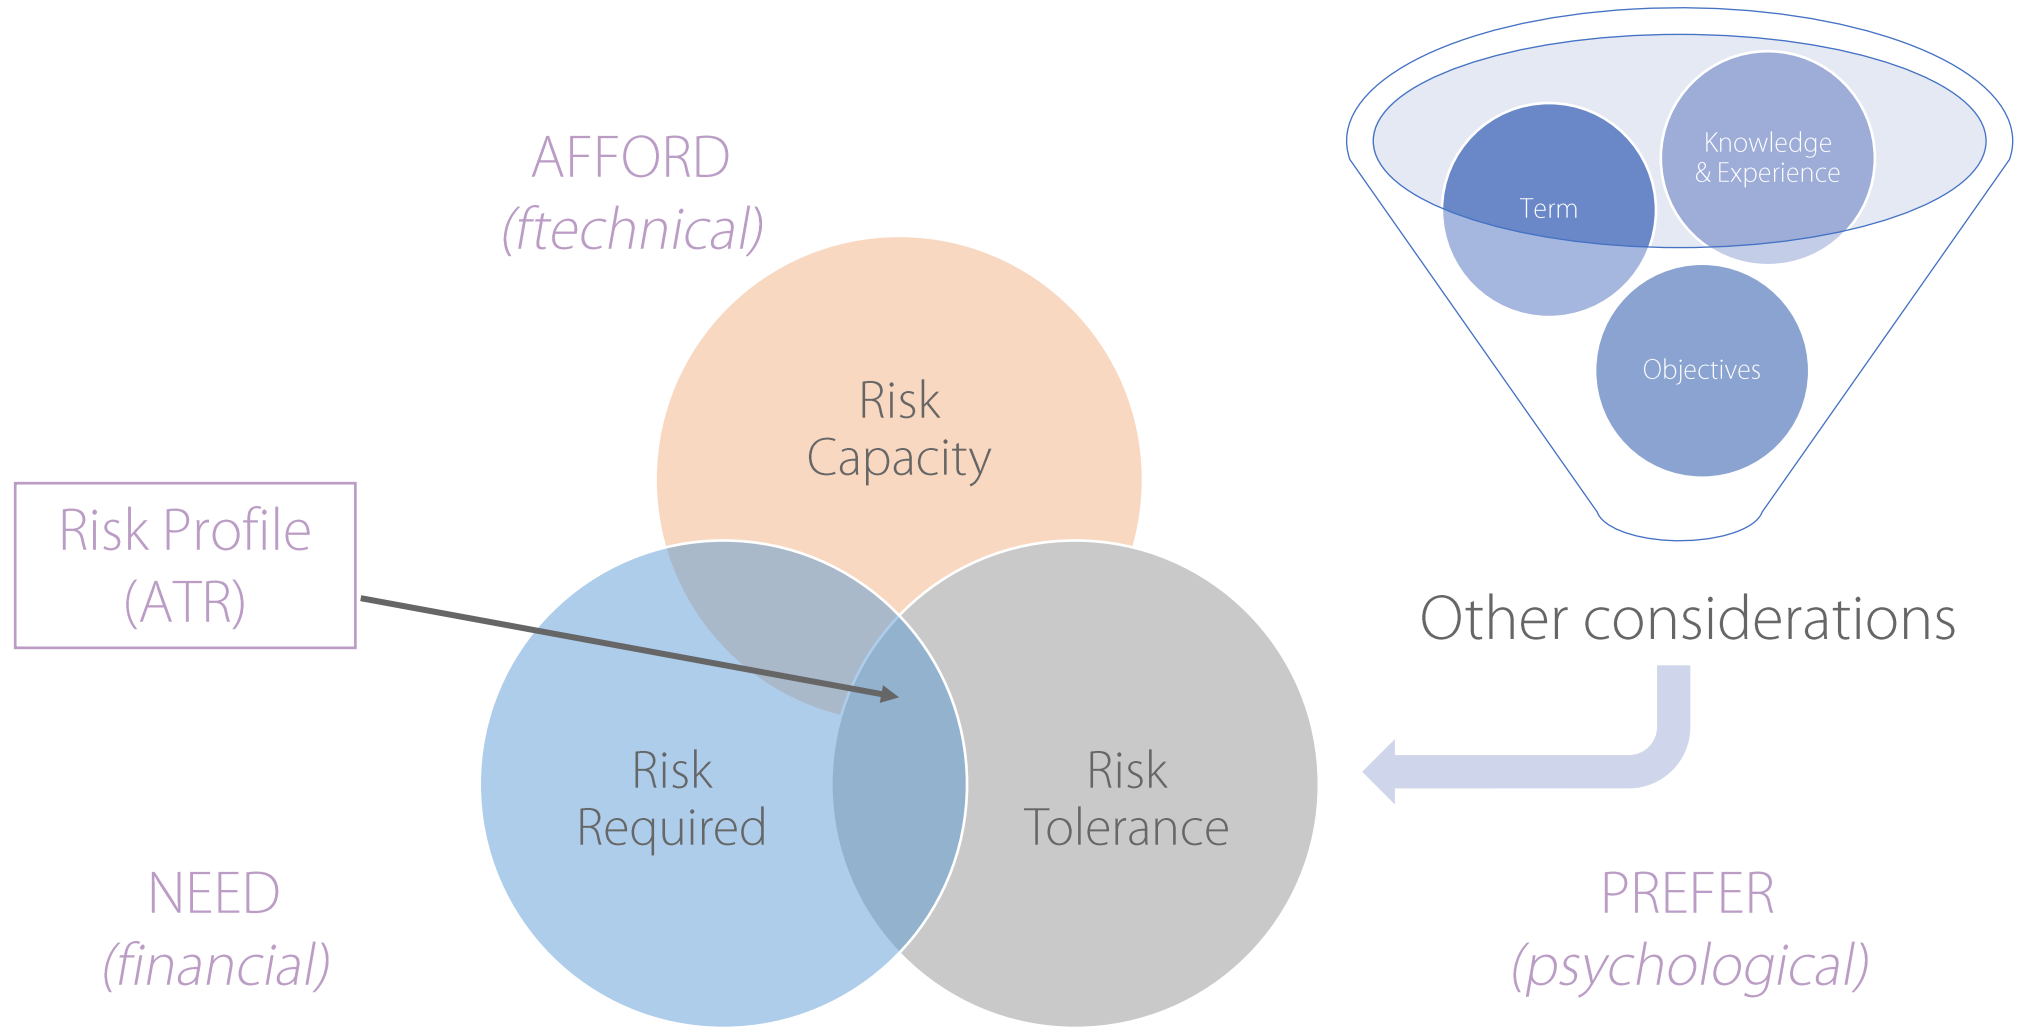 AFFORD
(ftechnical)
Knowledge
& Experience
Term
Objectives
Risk
Capacity
Risk Profile
(ATR)
Other considerations
Risk
Required
Risk
Tolerance
NEED
(financial)
PREFER
(psychological)